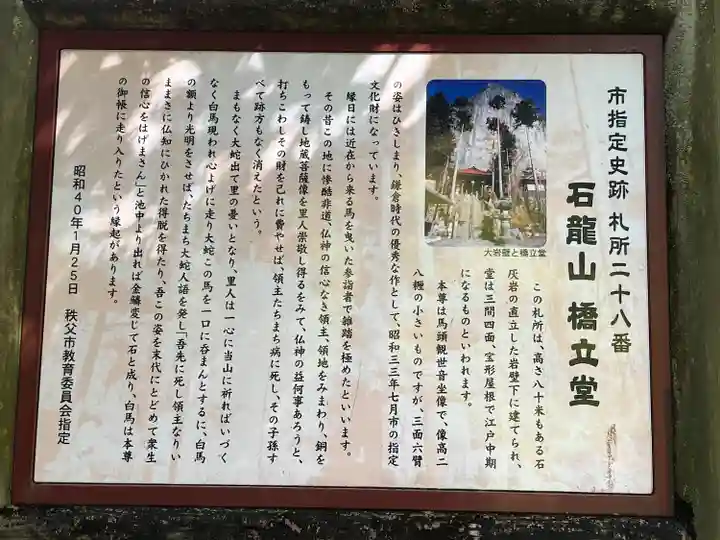 市指定史跡 札所二十八番
石龍山 橋立堂
この札所は、高さ八十米もある石
灰岩の直立した岩壁下に建てられ、
堂は三間四面、宝形屋根で江戸中期
になるものといわれます。
本尊は馬頭観世音坐像で、像高二
八糎の小さいものですが、三面六臂
大岩壁と橋立堂
の姿はひきしまり、鎌倉時代の優秀な作として、昭和三三年七月市の指定
文化財になっています。
縁日には近在から来る馬を曳いた参詣者で雑踏を極めたといいます。
その昔この地に惨酷非道、仏神の信心なき領主、領地をみまわり、銅を
もって鋳し地蔵菩薩像を里人崇敬し得るをみて、仏神の益何事あろうと、
打ちこわしその財を己れに費やせば、領主たちまち病に死し、その子孫す
べて跡方もなく消えたという。
まもなく大蛇出て里の憂いとなり、里人は一心に当山に祈ればいづく
なく白馬現われ心よげに走り大蛇この馬を一口に呑まんとするに、白馬
の額より光明をさせば、たちまち大蛇人語を発し「吾先に死し領主なりい
ままさに仏知にひかれた得脱を得たり、吾この姿を末代にとどめて衆生
の信心をはげまさん」と池中より出れば金鱗変じて石と成り、白馬は本尊
の御帳に走り入りたという縁起があります。
昭和40年1月25日 秩父市教育委員会指定